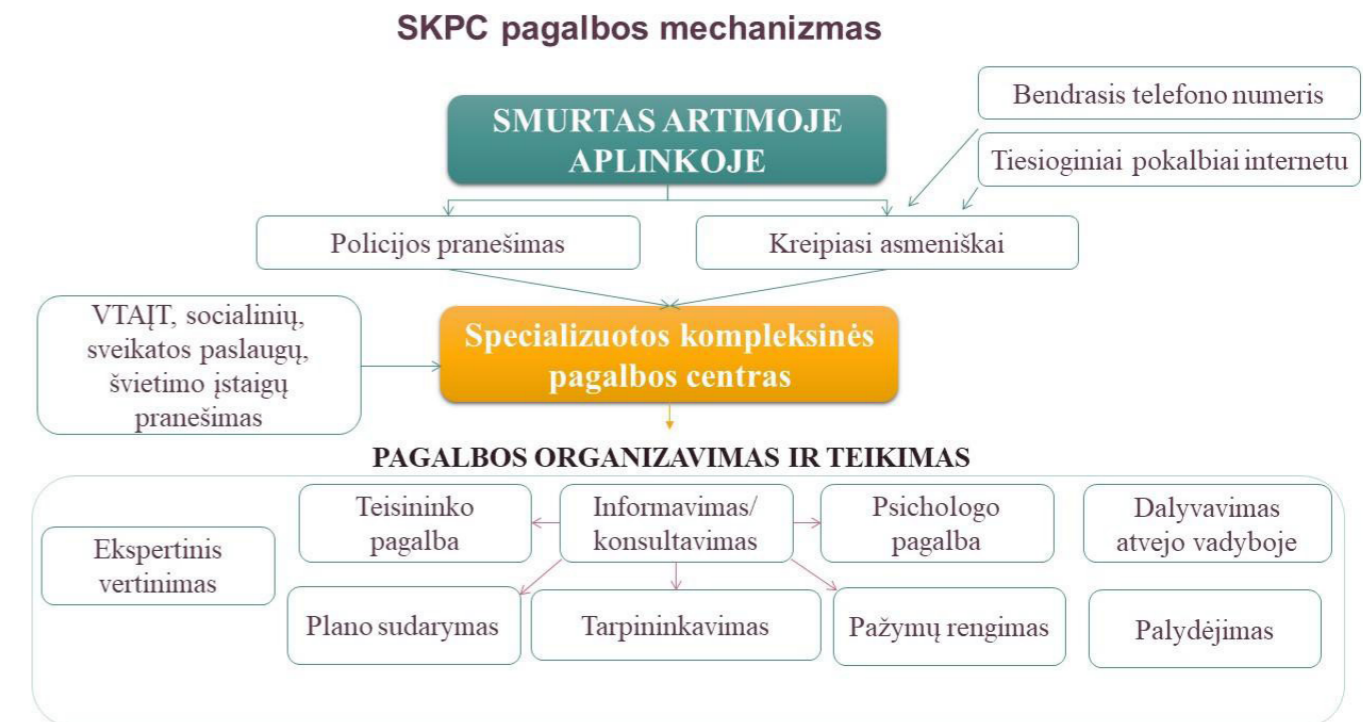 SKPC pagalbos mechanizmas
Bendrasis telefono numeris
SMURTAS ARTIMOJE
APLINKOJE
Tiesioginiai pokalbiai internetu
Policijos pranešimas
Kreipiasi asmeniškai
VTAĮT, socialinių,
sveikatos paslaugų,
švietimo įstaigų
pranešimas
Specializuotos kompleksinės
pagalbos centras
PAGALBOS ORGANIZAVIMAS IR TEIKIMAS
Ekspertinis
vertinimas
Teisininko
pagalba
Informavimas/
konsultavimas
Psichologo
pagalba
Dalyvavimas
atvejo vadyboje
Plano sudarymas
Tarpininkavimas
Pažymų rengimas
Palydėjimas